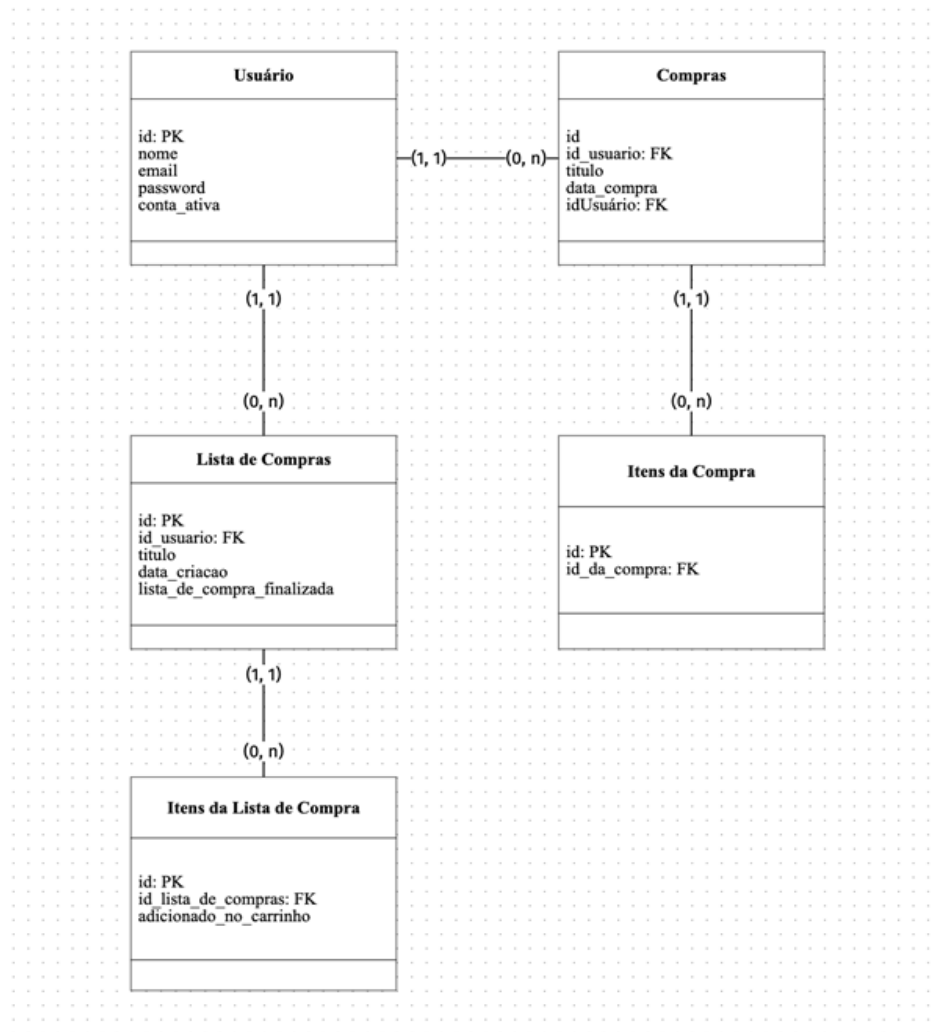 Usuário
id: PK
nome
email
password
conta_ativa
(1, 1)
(0, n)
Compras
id
id_usuario: FK
titulo
data_compra
idUsuário: FK
(1, 1)
(0, n)
(1, 1)
(0, n)
Lista de Compras
id: PK
id_usuario: FK
titulo
data_criacao
lista_de_compra_finalizada
Itens da Compra
id: PK
id_da_compra: FK
(1, 1)
(0, n)
Itens da Lista de Compra
id: PK
id_lista_de_compras: FK
adicionado_no_carrinho